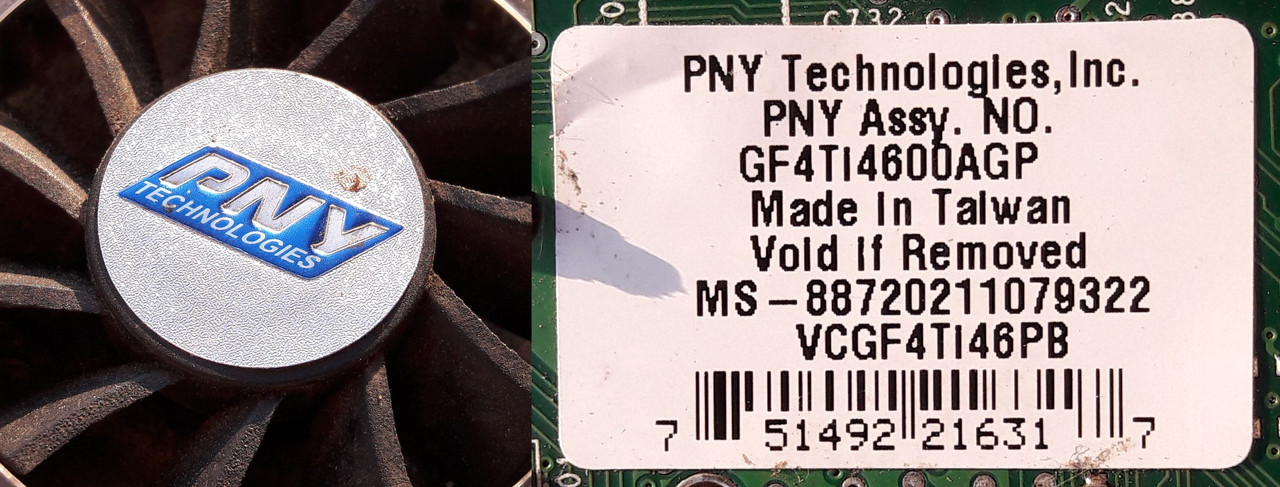 PNY
TECHNOLOGIES
C732
PNY Technologies,Inc.
PNY Assy. NO.
GF4Ti4600AGP
Made In Taiwan
Void If Removed
MS-88720211079322
VCGF4Ti46PB
7 51492 21631 7